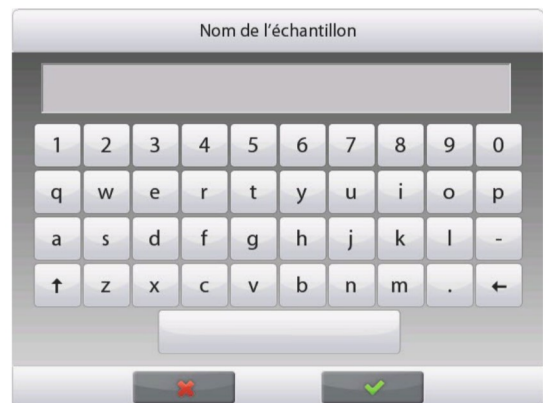 Nom de l’échantillon
1 2 3 4 5 6 7 8 9 0
q w e r t y u i o p
a s d f g h j k l -
↑ z x c v b n m . ←